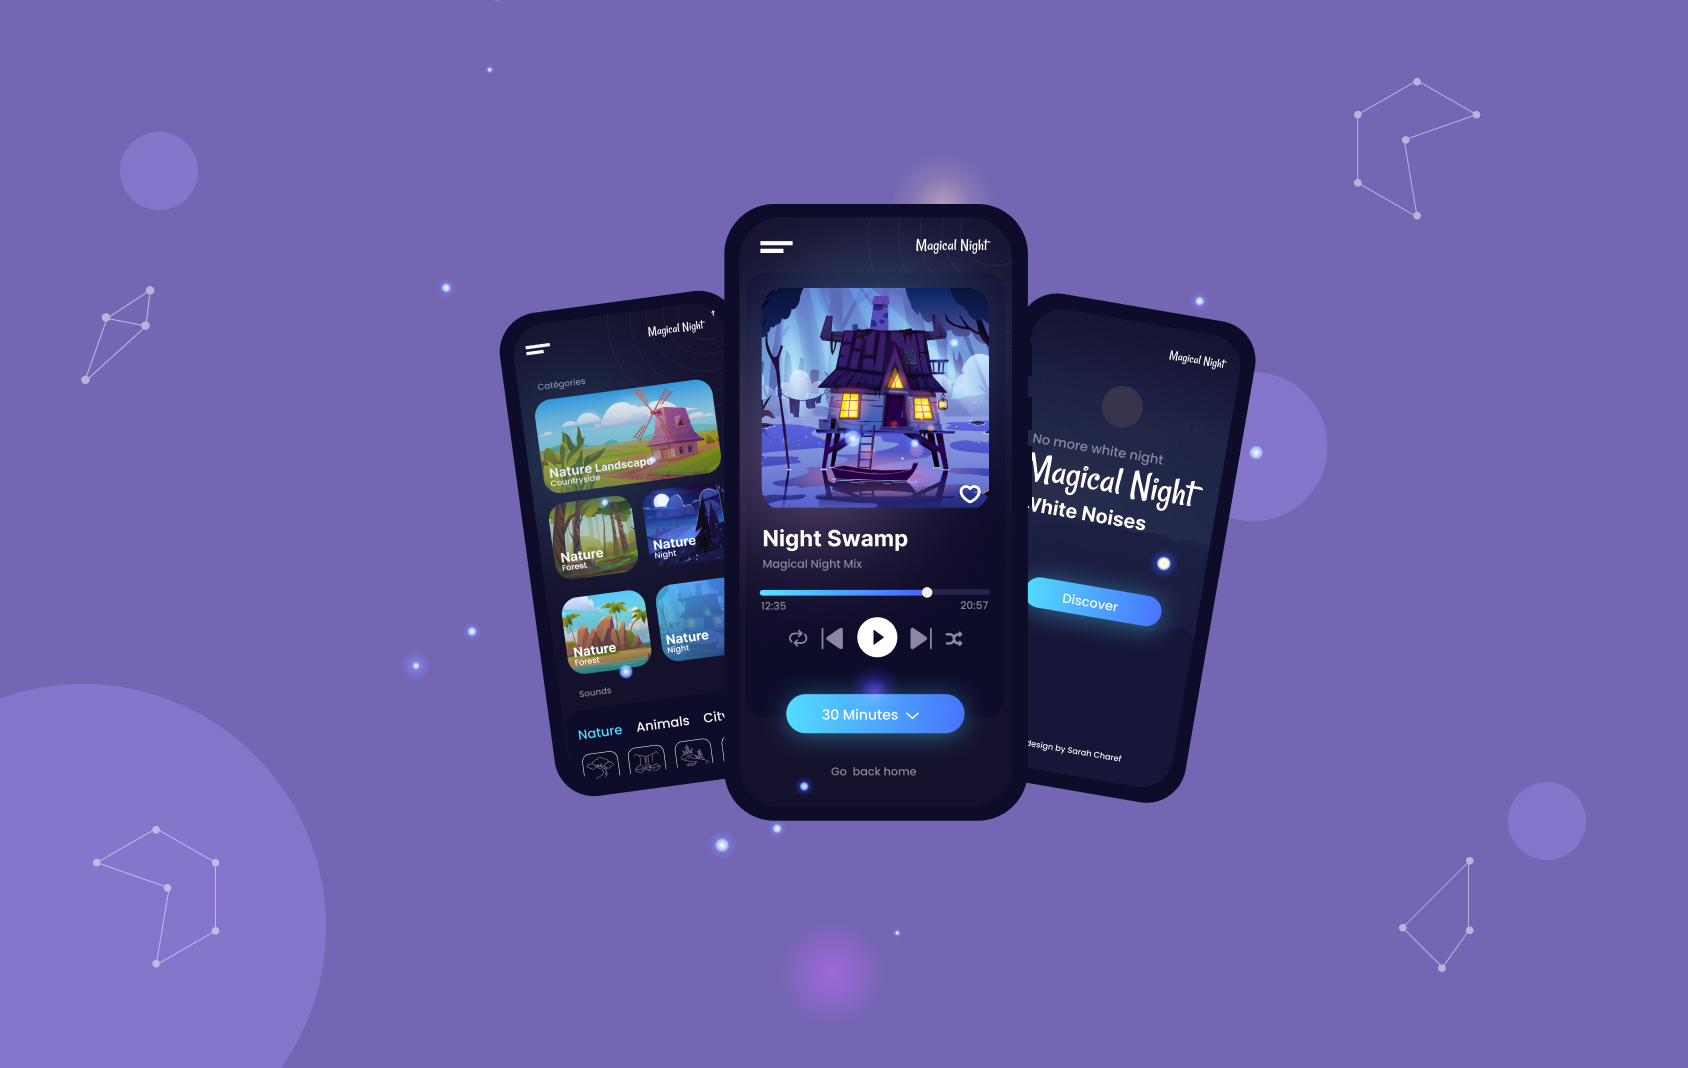 Magical Night
Catégories
Nature Landscape
Countryside
Nature
Forest
Nature
Night
Nature
Forest
Nature
Night
Sounds
Nature Animals City
Magical Night
Night Swamp
Magical Night Mix
12:35 20:57
30 Minutes
Go back home
Magical Night
No more white night
Magical Night
White Noises
Discover
design by Sarah Charef